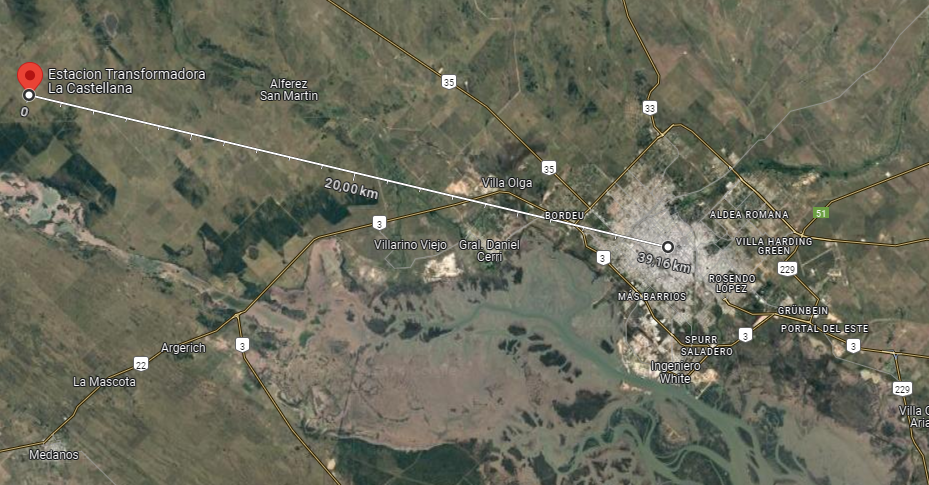 35
Estacion Transformadora
La Castellana
Alferez
San Martin
0
33
35
20,00 km
Villa Olga
BORDEU
ALDEA ROMANA
51
3
Villarino Viejo
Gral. Daniel
Cerri
VILLA HARDING
GREEN
3
39,16 km
229
ROSENDO
LÓPEZ
MAS BARRIOS
GRÜNBEIN
PORTAL DEL ESTE
3
SPURR
SALADERO
3
3
Argerich
22
Ingeniero
White
La Mascota
229
Medanos